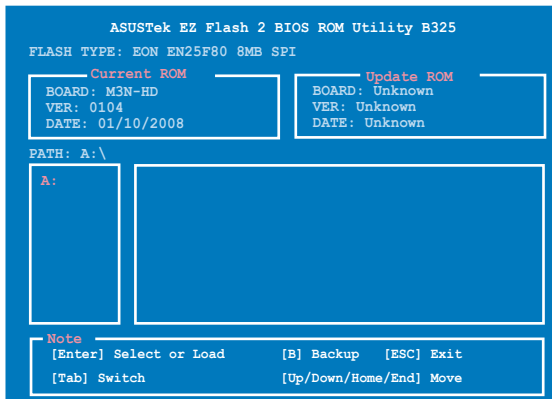 ASUSTek EZ Flash 2 BIOS ROM Utility B325
FLASH TYPE: EON EN25F80 8MB SPI
Current ROM
BOARD: M3N-HD
VER: 0104
DATE: 01/10/2008
Update ROM
BOARD: Unknown
VER: Unknown
DATE: Unknown
PATH: A:\
A:
Note
[Enter] Select or Load [B] Backup [ESC] Exit
[Tab] Switch [Up/Down/Home/End] Move